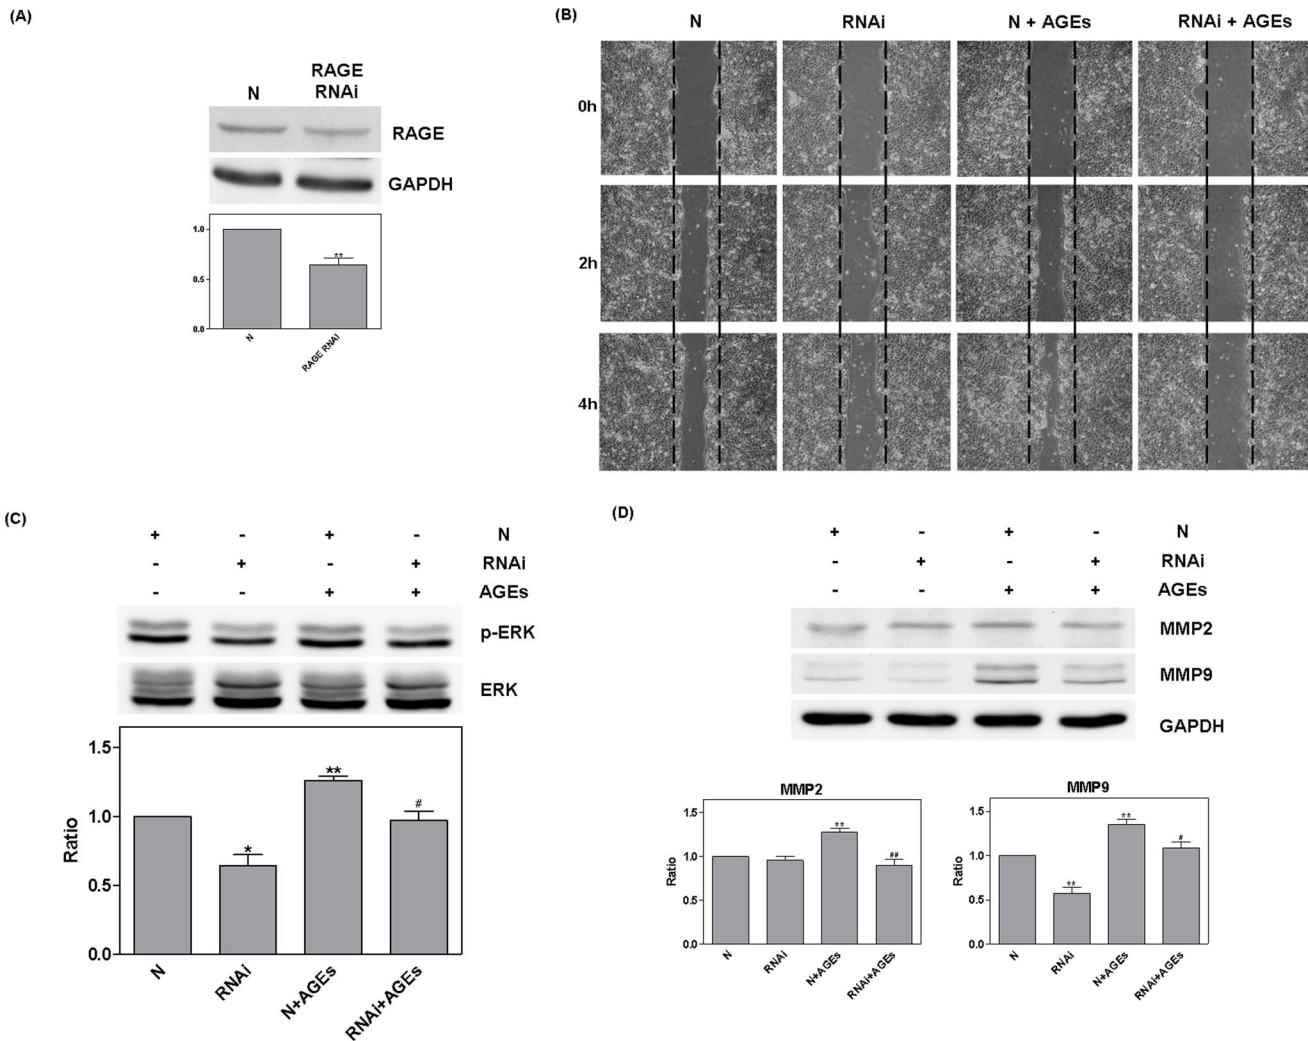 (A)
N
RAGE
RNAi
RAGE
GAPDH
1.0
**
0.5
0.0
N
RAGE RNAi
(B)
N RNAi N + AGEs RNAi + AGEs
0h
2h
4h
(C)
+ - + - N
- + - + RNAi
- - + + AGEs
p-ERK
ERK
1.5
1.0
0.5
0.0
Ratio
* ** #
N RNAi N+AGEs RNAi+AGEs
(D)
+ - + - N
- + - + RNAi
- - + + AGEs
MMP2
MMP9
GAPDH
MMP2
1.5
1.0
0.5
0.0
Ratio
** ##
N RNAi N+AGEs RNAi+AGEs
MMP9
1.5
1.0
0.5
0.0
Ratio
** ** #
N RNAi N+AGEs RNAi+AGEs